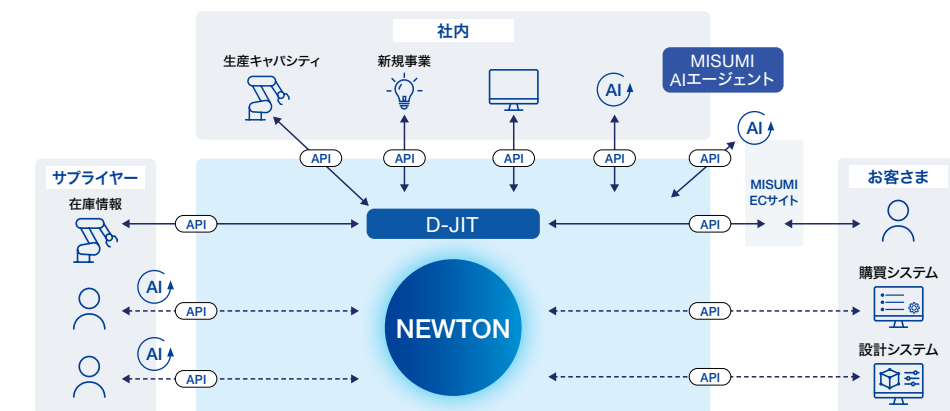 社内
生産キャパシティ
新規事業
AI
MISUMI
AIエージェント
AI
API
API
API
API
API
サプライヤー
在庫情報
API
D-JIT
API
MISUMI
ECサイト
お客さま
AI
API
NEWTON
API
購買システム
AI
API
API
設計システム